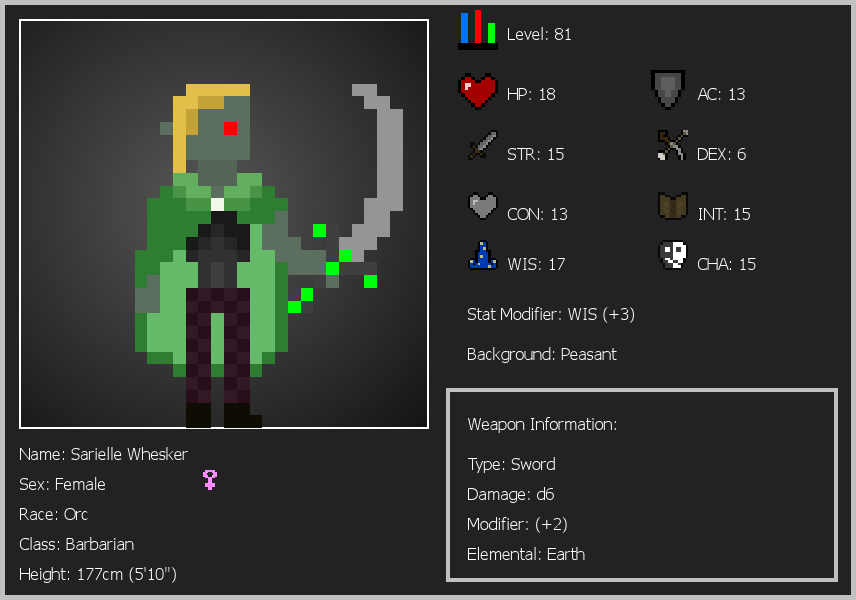 Level: 81
HP: 18
AC: 13
STR: 15
DEX: 6
CON: 13
INT: 15
WIS: 17
CHA: 15
Stat Modifier: WIS (+3)
Background: Peasant
Weapon Information:
Type: Sword
Damage: d6
Modifier: (+2)
Elemental: Earth
Name: Sarielle Whesker
Sex: Female
Race: Orc
Class: Barbarian
Height: 177cm (5'10")